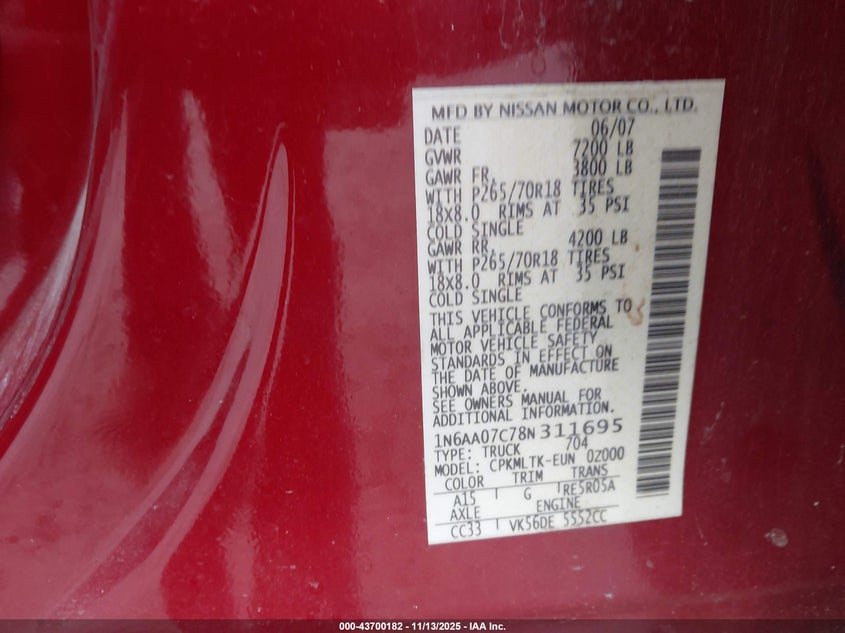 MFD BY NISSAN MOTOR CO., LTD.
DATE 06/07
GVWR 7200 LB
GAWR FR. 3800 LB
WITH P265/70R18 TIRES
18X8.0 RIMS AT 35 PSI
COLD SINGLE
GAWR RR. 4200 LB
WITH P265/70R18 TIRES
18X8.0 RIMS AT 35 PSI
COLD SINGLE
THIS VEHICLE CONFORMS TO
ALL APPLICABLE FEDERAL
MOTOR VEHICLE SAFETY
STANDARDS IN EFFECT ON
THE DATE OF MANUFACTURE
SHOWN ABOVE.
SEE OWNERS MANUAL FOR
ADDITIONAL INFORMATION.
1N6AA07C78N311695
TYPE: TRUCK 704
MODEL: CPKMLTK-EUN 0Z000
COLOR TRIM TRANS
A15 G RE5R05A
AXLE ENGINE
CC33 VK56DE 5552CC
000-43700182 - 11/13/2025 - IAA Inc.